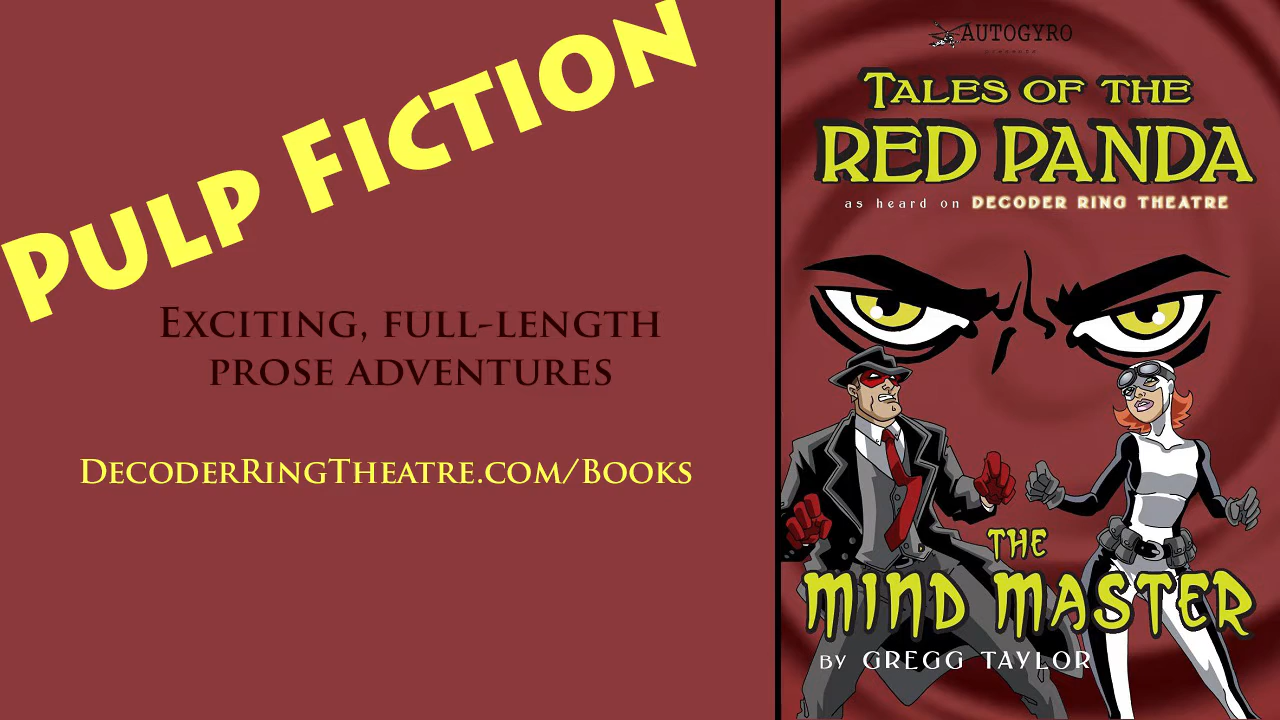 PULP FICTION
EXCITING, FULL-LENGTH
PROSE ADVENTURES
DECODERRINGTHEATRE.COM/BOOKS
AUTOGYRO
presents
TALES OF THE
RED PANDA
as heard on DECODER RING THEATRE
THE
MIND MASTER
BY GREGG TAYLOR